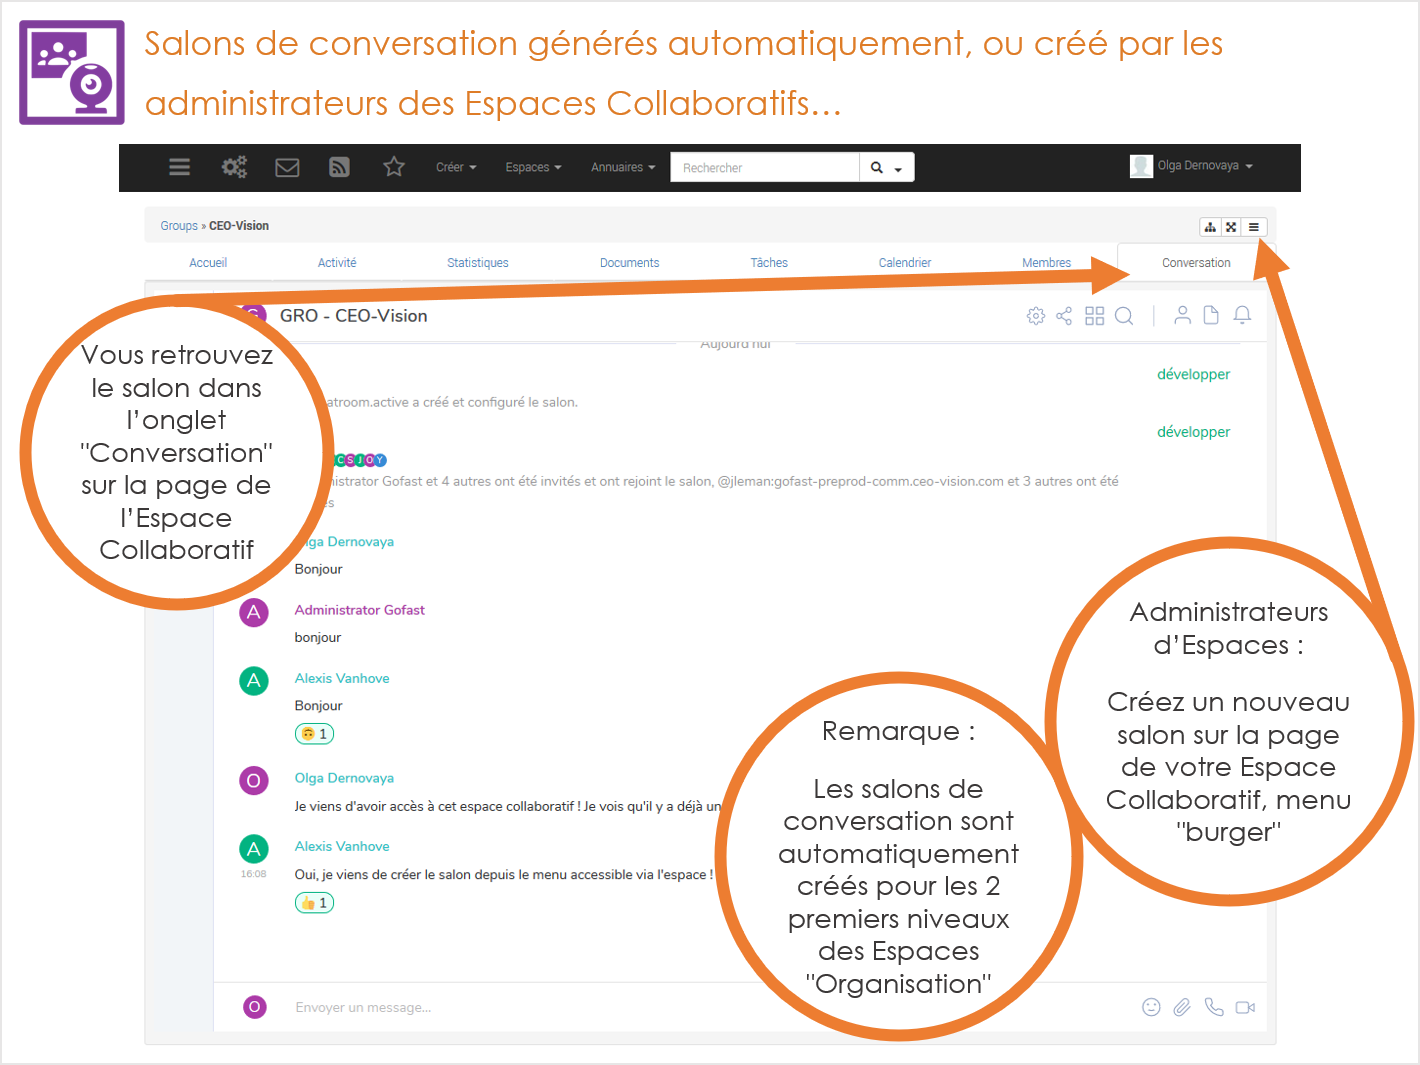 Salons de conversation générés automatiquement, ou créé par les
administrateurs des Espaces Collaboratifs...
Créer Espaces Annuaires Rechercher Olga Dernovaya
Groups » CEO-Vision
Accueil Activité Statistiques Documents Tâches Calendrier Membres Conversation
GRO - CEO-Vision
Aujourd'hui
développer
atroom.active a créé et configuré le salon.
développer
C S J O Y
nistrator Gofast et 4 autres ont été invités et ont rejoint le salon, @jleman:gofast-preprod-comm.ceo-vision.com et 3 autres ont été
s
ga Dernovaya
Bonjour
A Administrator Gofast
bonjour
A Alexis Vanhove
Bonjour
1
O Olga Dernovaya
Je viens d'avoir accès à cet espace collaboratif ! Je vois qu'il y a déjà un
A Alexis Vanhove
16:08 Oui, je viens de créer le salon depuis le menu accessible via l'espace !
1
O Envoyer un message...
Vous retrouvez
le salon dans
l'onglet
"Conversation"
sur la page de
l'Espace
Collaboratif
Remarque :
Les salons de
conversation sont
automatiquement
créés pour les 2
premiers niveaux
des Espaces
"Organisation"
Administrateurs
d'Espaces :
Créez un nouveau
salon sur la page
de votre Espace
Collaboratif, menu
"burger"